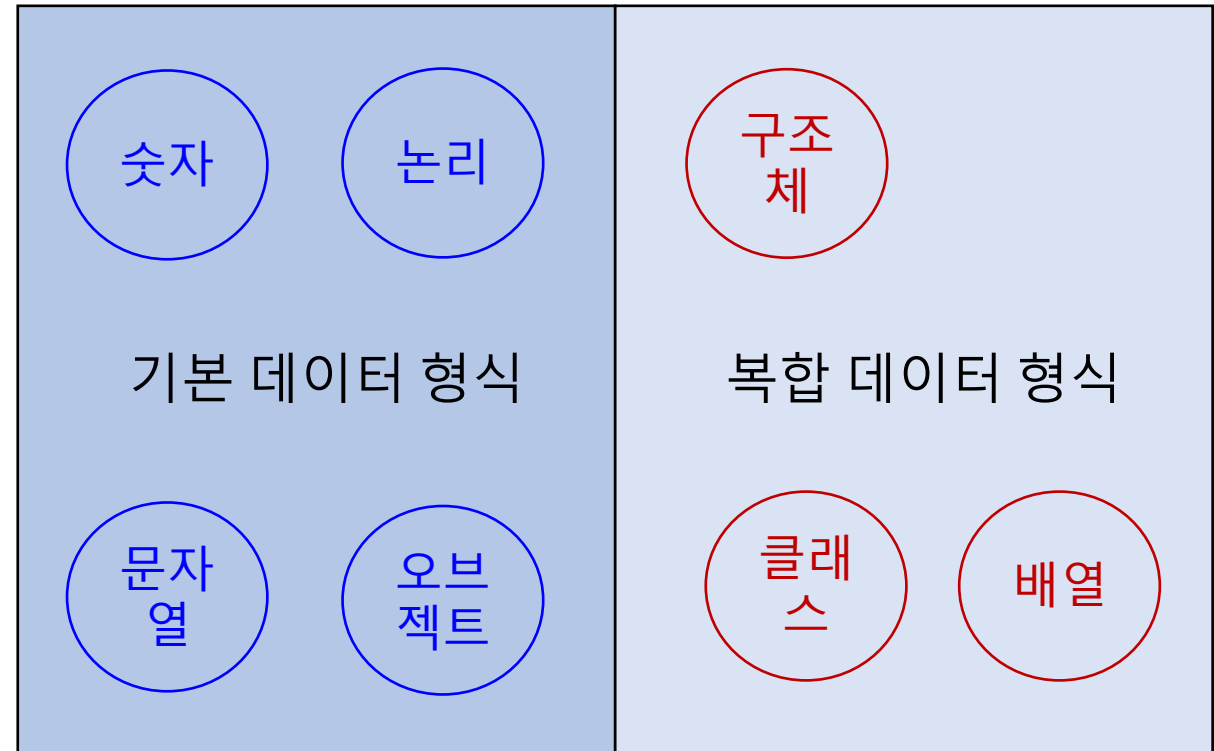 숫자
논리
구조
체
기본 데이터 형식
복합 데이터 형식
문자
열
오브
젝트
클래
스
배열